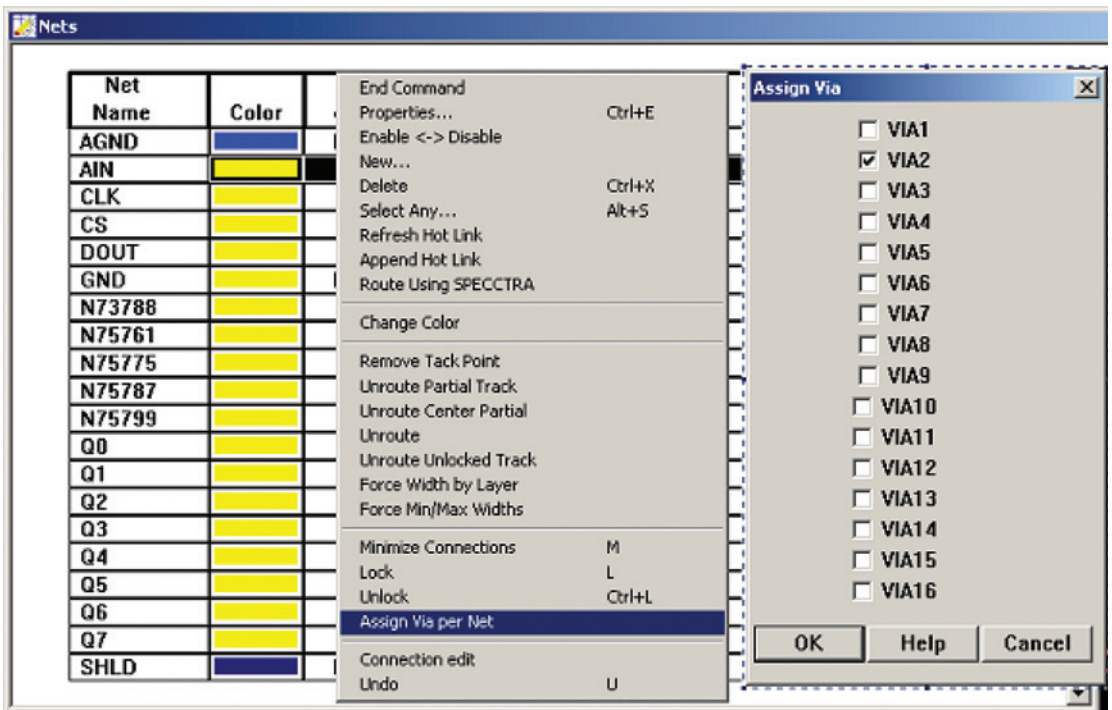 Nets
Net
Name
Color
AGND
AIN
CLK
CS
DOUT
GND
N73788
N75761
N75775
N75787
N75799
Q0
Q1
Q2
Q3
Q4
Q5
Q6
Q7
SHLD
End Command
Properties... Ctrl+E
Enable <-> Disable
New...
Delete Ctrl+X
Select Any... Alt+S
Refresh Hot Link
Append Hot Link
Route Using SPECCTRA
Change Color
Remove Tack Point
Unroute Partial Track
Unroute Center Partial
Unroute
Unroute Unlocked Track
Force Width by Layer
Force Min/Max Widths
Minimize Connections M
Lock L
Unlock Ctrl+L
Assign Via per Net
Connection edit
Undo U
Assign Via
VIA1
VIA2
VIA3
VIA4
VIA5
VIA6
VIA7
VIA8
VIA9
VIA10
VIA11
VIA12
VIA13
VIA14
VIA15
VIA16
OK Help Cancel